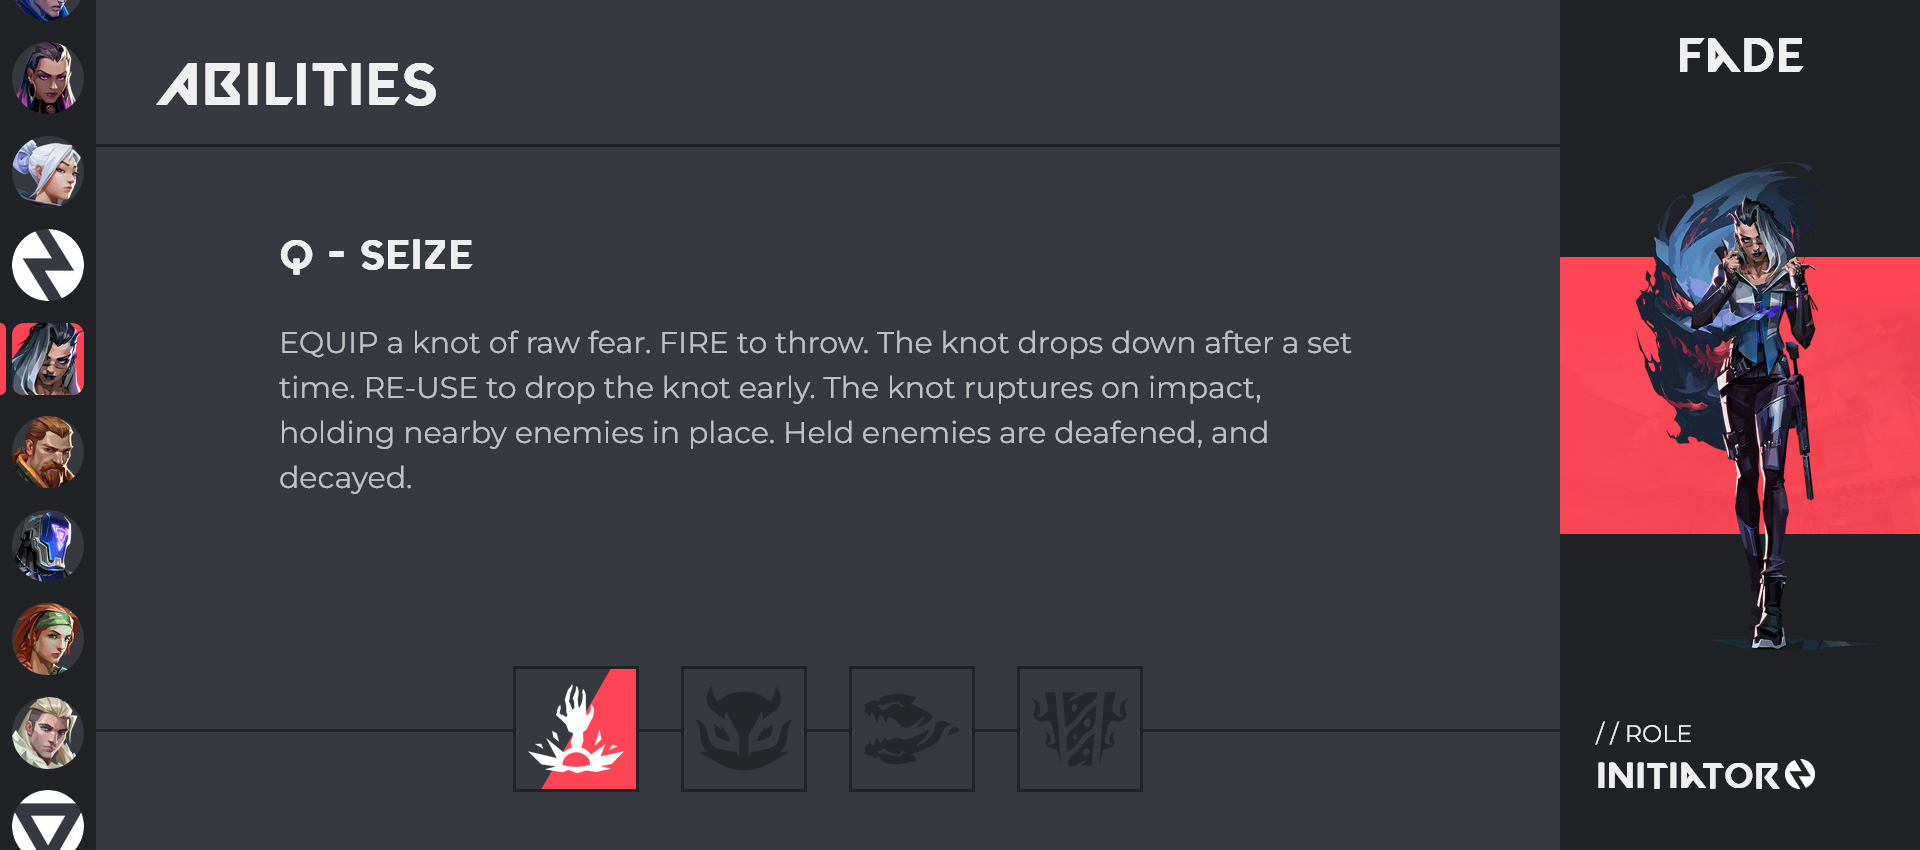 ABILITIES
FADE
Q - SEIZE
EQUIP a knot of raw fear. FIRE to throw. The knot drops down after a set
time. RE-USE to drop the knot early. The knot ruptures on impact,
holding nearby enemies in place. Held enemies are deafened, and
decayed.
// ROLE
INITIATOR